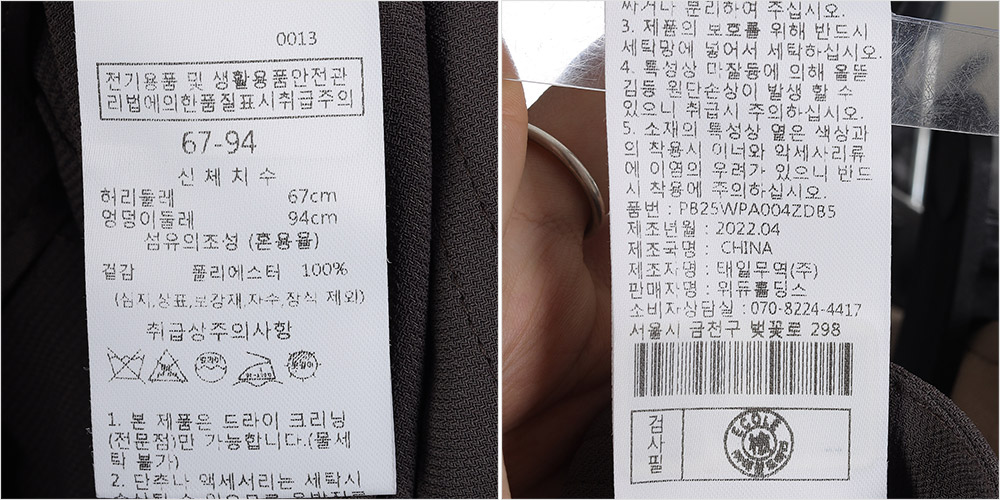 0013
전기용품 및 생활용품안전관
리법에의한품질표시취급주의
67-94
신체치수
허리둘레 67cm
엉덩이둘레 94cm
섬유의조성 (혼용율)
겉감 폴리에스터 100%
(심지,상표,보강재,자수,장식 제외)
취급상주의사항
1. 본 제품은 드라이 크리닝
(전문점)만 가능합니다.(물세
탁 불가)
2. 단추나 액세서리는 세탁시
싸거나 분리하여 주십시오.
3. 제품의 보호를 위해 반드시
세탁망에 넣어서 세탁하십시오.
4. 특성상 마찰등에 의해 올뜯
김등 원단손상이 발생 할 수
있으니 취급시 주의하십시오.
5. 소재의 특성상 옅은 색상과
의 착용시 이너와 악세사리류
에 이염의 우려가 있으니 반드
시 착용에 주의하십시오.
품번 : PB25WPA004ZDB5
제조년월 : 2022.04
제조국명 : CHINA
제조자명 : 태일무역(주)
판매자명 : 위듀홀딩스
소비자상담실 : 070-8224-4417
서울시 금천구 벚꽃로 298
검사필
ECOLE